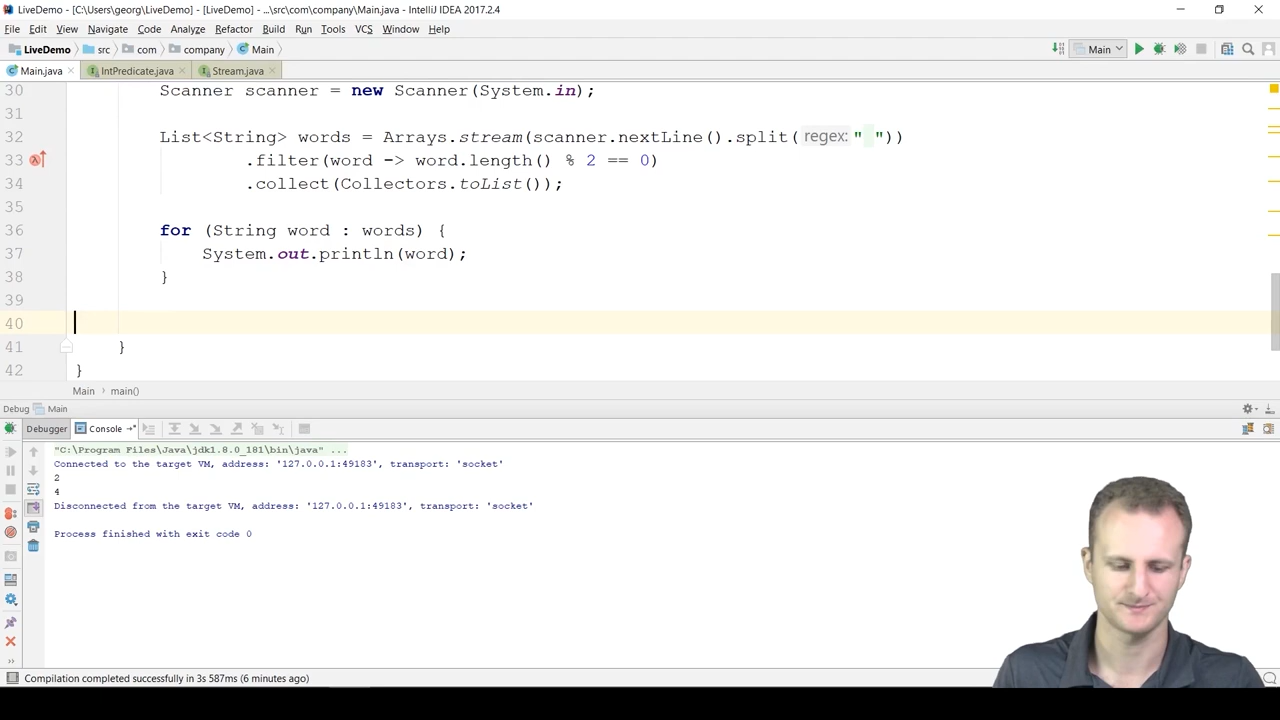 LiveDemo - [C:\Users\georg\LiveDemo] - [LiveDemo] - ...\src\com\company\Main.java - IntelliJ IDEA 2017.2.4
File Edit View Navigate Code Analyze Refactor Build Run Tools VCS Window Help
LiveDemo src com company Main Main
Main.java IntPredicate.java Stream.java
30 Scanner scanner = new Scanner(System.in);
31
32 List<String> words = Arrays.stream(scanner.nextLine().split( regex: " "))
33 .filter(word -> word.length() % 2 == 0)
34 .collect(Collectors.toList());
35
36 for (String word : words) {
37 System.out.println(word);
38 }
39
40
41 }
42 }
Main › main()
Debug Main
Debugger Console
"C:\Program Files\Java\jdk1.8.0_181\bin\java" ...
Connected to the target VM, address: '127.0.0.1:49183', transport: 'socket'
2
4
Disconnected from the target VM, address: '127.0.0.1:49183', transport: 'socket'
Process finished with exit code 0
Compilation completed successfully in 3s 587ms (6 minutes ago)